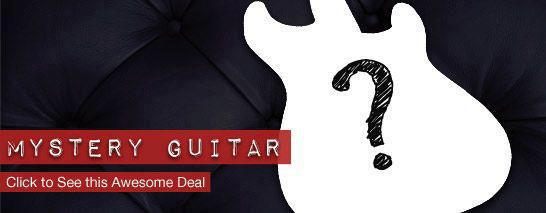 ?
MYSTERY GUITAR
Click to See this Awesome Deal